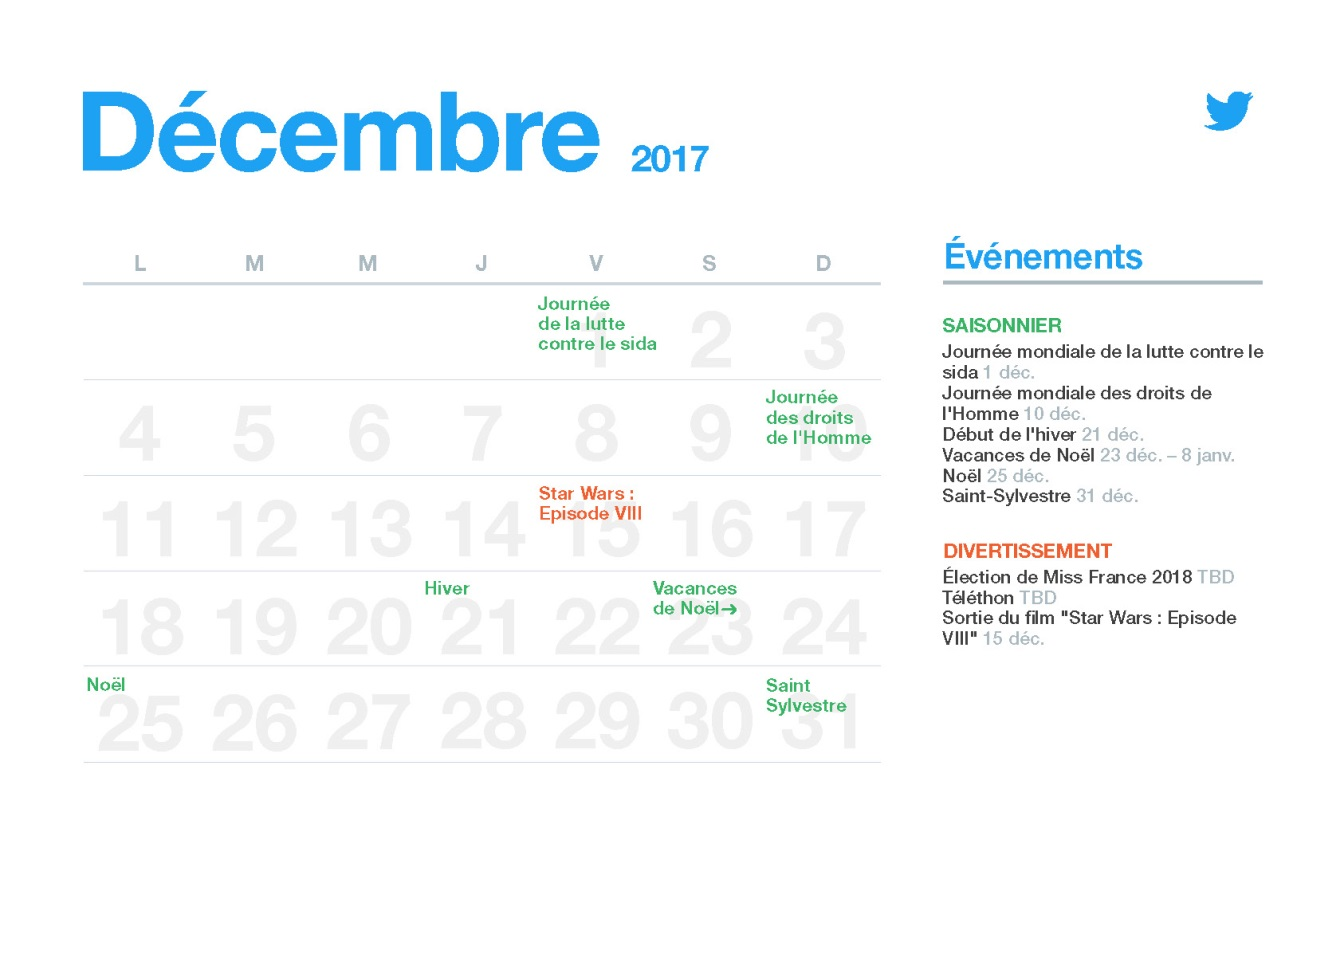 Décembre 2017
L M M J V S D
Journée
de la lutte
contre le sida
1 2 3
Journée
des droits
de l'Homme
4 5 6 7 8 9 10
Star Wars :
Episode VIII
11 12 13 14 15 16 17
Hiver
Vacances
de Noël→
18 19 20 21 22 23 24
Noël
Saint
Sylvestre
25 26 27 28 29 30 31
Événements
SAISONNIER
Journée mondiale de la lutte contre le
sida 1 déc.
Journée mondiale des droits de
l'Homme 10 déc.
Début de l'hiver 21 déc.
Vacances de Noël 23 déc. – 8 janv.
Noël 25 déc.
Saint-Sylvestre 31 déc.
DIVERTISSEMENT
Élection de Miss France 2018 TBD
Téléthon TBD
Sortie du film "Star Wars : Episode
VIII" 15 déc.